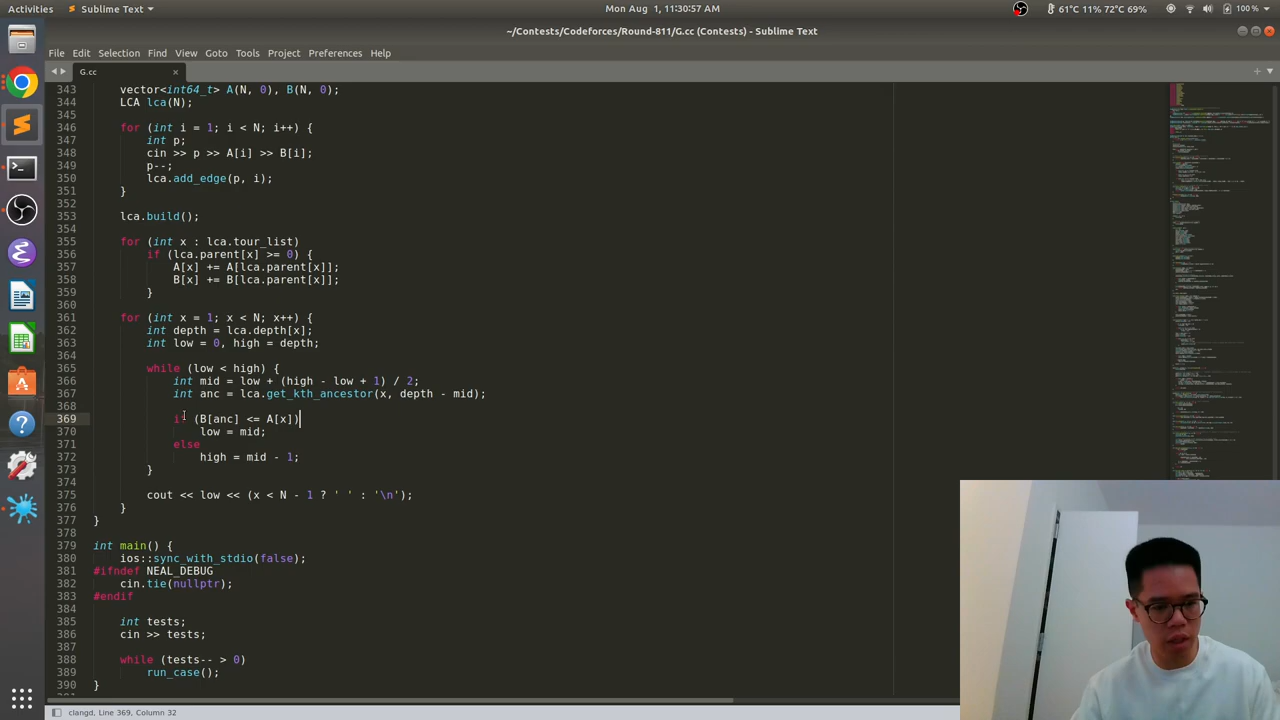 Activities
Sublime Text
Mon Aug 1, 11:30:57 AM
61°C 11% 72°C 69%
100 %
~/Contests/Codeforces/Round-811/G.cc (Contests) - Sublime Text
File Edit Selection Find View Goto Tools Project Preferences Help
G.cc
343 vector<int64_t> A(N, 0), B(N, 0);
344 LCA lca(N);
345
346 for (int i = 1; i < N; i++) {
347 int p;
348 cin >> p >> A[i] >> B[i];
349 p--;
350 lca.add_edge(p, i);
351 }
352
353 lca.build();
354
355 for (int x : lca.tour_list)
356 if (lca.parent[x] >= 0) {
357 A[x] += A[lca.parent[x]];
358 B[x] += B[lca.parent[x]];
359 }
360
361 for (int x = 1; x < N; x++) {
362 int depth = lca.depth[x];
363 int low = 0, high = depth;
364
365 while (low < high) {
366 int mid = low + (high - low + 1) / 2;
367 int anc = lca.get_kth_ancestor(x, depth - mid);
368
369 if (B[anc] <= A[x])
370 low = mid;
371 else
372 high = mid - 1;
373 }
374
375 cout << low << (x < N - 1 ? ' ' : '\n');
376 }
377 }
378
379 int main() {
380 ios::sync_with_stdio(false);
381 #ifndef NEAL_DEBUG
382 cin.tie(nullptr);
383 #endif
384
385 int tests;
386 cin >> tests;
387
388 while (tests-- > 0)
389 run_case();
390 }
clangd, Line 369, Column 32